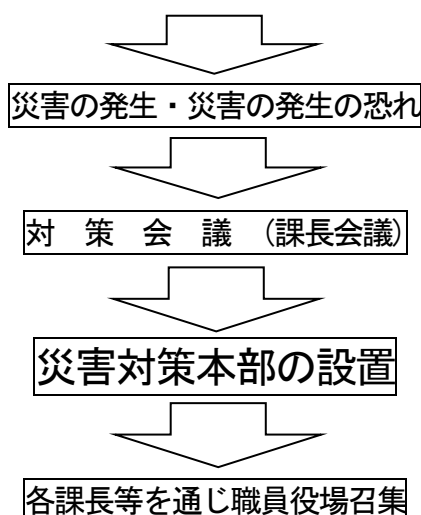 災害の発生・災害の発生の恐れ
対　策　会　議　（課長会議）
災害対策本部の設置
各課長等を通じ職員役場召集